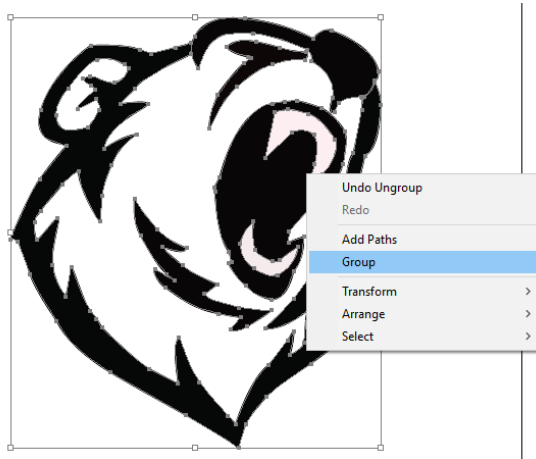 Undo Ungroup
Redo
Add Paths
Group
Transform
Arrange
Select